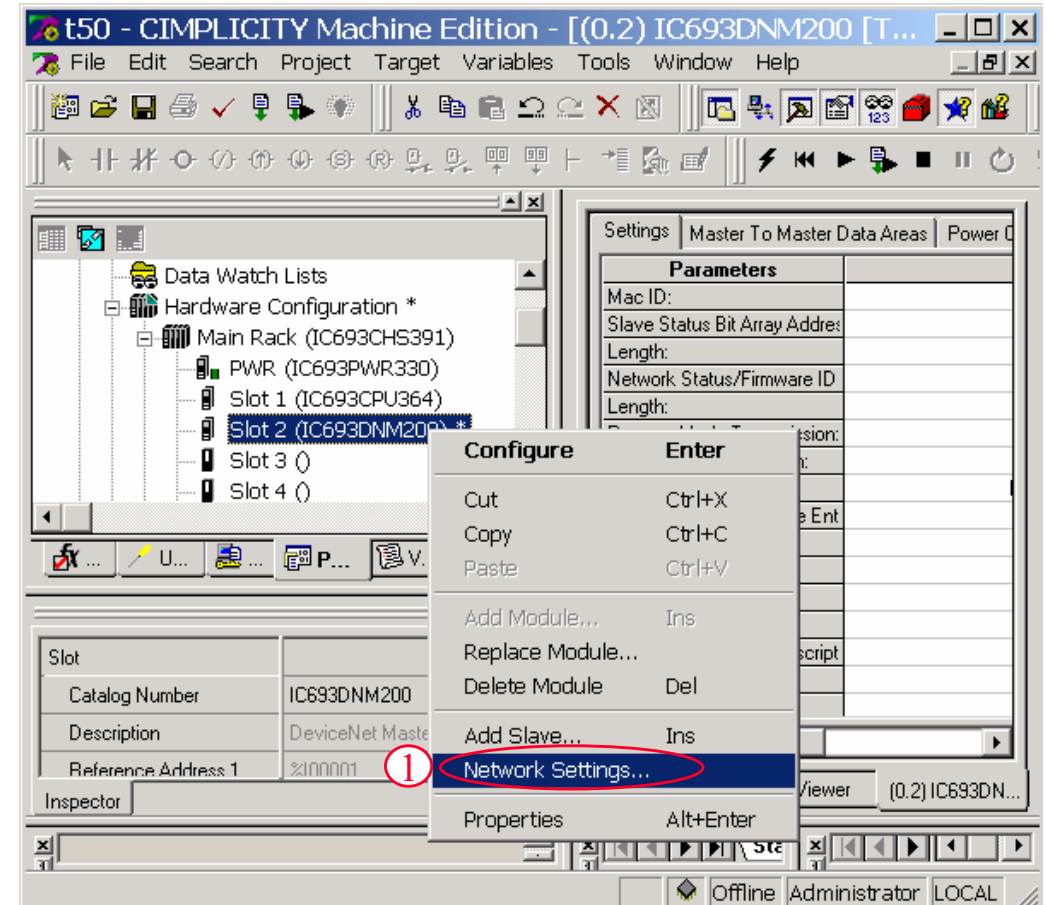 t50 - CIMPLICITY Machine Edition - [(0.2) IC693DNM200 [T...
File Edit Search Project Target Variables Tools Window Help
Data Watch Lists
Hardware Configuration *
Main Rack (IC693CHS391)
PWR (IC693PWR330)
Slot 1 (IC693CPU364)
Slot 2 (IC693DNM200) *
Slot 3 ()
Slot 4 ()
... U... ... P... V.
Settings Master To Master Data Areas Power
Parameters
Mac ID:
Slave Status Bit Array Addres
Length:
Network Status/Firmware ID
Length:
ssion:
e Ent
script
Configure Enter
Cut Ctrl+X
Copy Ctrl+C
Paste Ctrl+V
Add Module... Ins
Replace Module...
Delete Module Del
Add Slave... Ins
1 Network Settings...
Properties Alt+Enter
Slot
Catalog Number IC693DNM200
Description DeviceNet Maste
Reference Address 1 %I00001
Inspector
Viewer (0.2) IC693DN...
Offline Administrator LOCAL